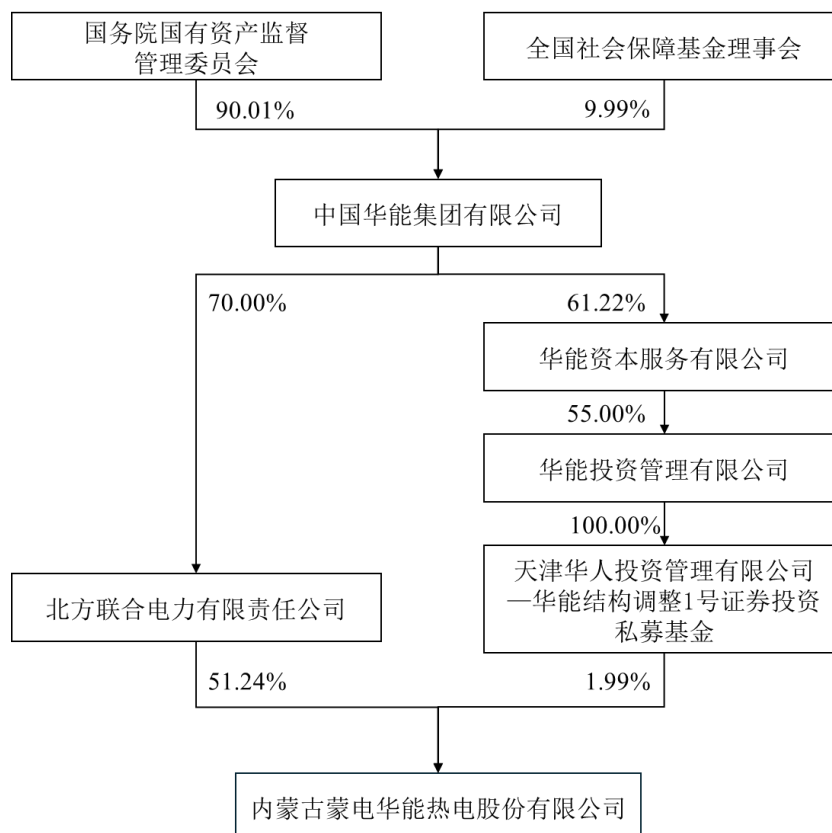 国务院国有资产监督
管理委员会
全国社会保障基金理事会
90.01%
9.99%
中国华能集团有限公司
70.00%
61.22%
华能资本服务有限公司
55.00%
华能投资管理有限公司
100.00%
北方联合电力有限责任公司
天津华人投资管理有限公司
—华能结构调整1号证券投资
私募基金
51.24%
1.99%
内蒙古蒙电华能热电股份有限公司